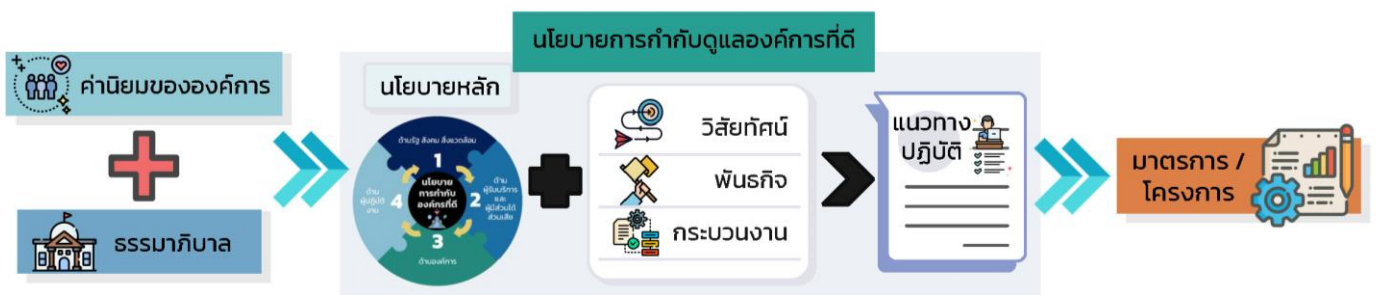 นโยบายการกำกับดูแลองค์การที่ดี
ค่านิยมขององค์การ
ธรรมาภิบาล
นโยบายหลัก
ด้านรัฐ สังคม สิ่งแวดล้อม
1
นโยบาย
การกำกับ
องค์กรที่ดี
2
ด้าน
ผู้รับบริการ
และ
ผู้มีส่วนได้
ส่วนเสีย
3
ด้านองค์การ
4
ด้าน
ผู้ปฏิบัติ
งาน
วิสัยทัศน์
พันธกิจ
กระบวนงาน
แนวทาง
ปฏิบัติ
มาตรการ /
โครงการ